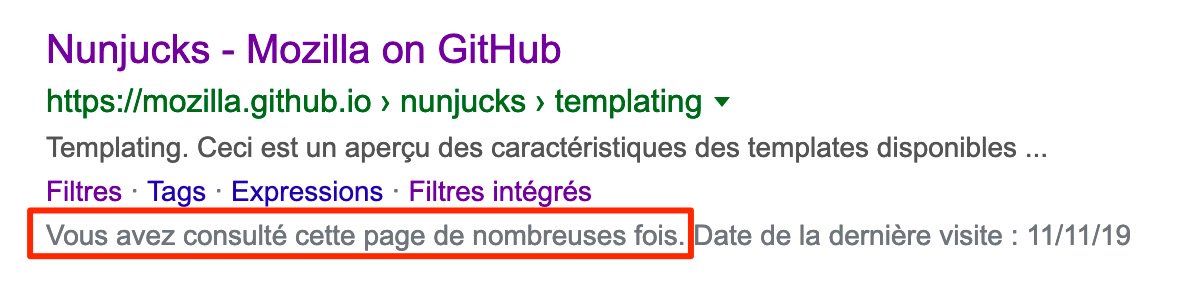 Nunjucks - Mozilla on GitHub
https://mozilla.github.io › nunjucks › templating
Templating. Ceci est un aperçu des caractéristiques des templates disponibles ...
Filtres · Tags · Expressions · Filtres intégrés
Vous avez consulté cette page de nombreuses fois. Date de la dernière visite : 11/11/19